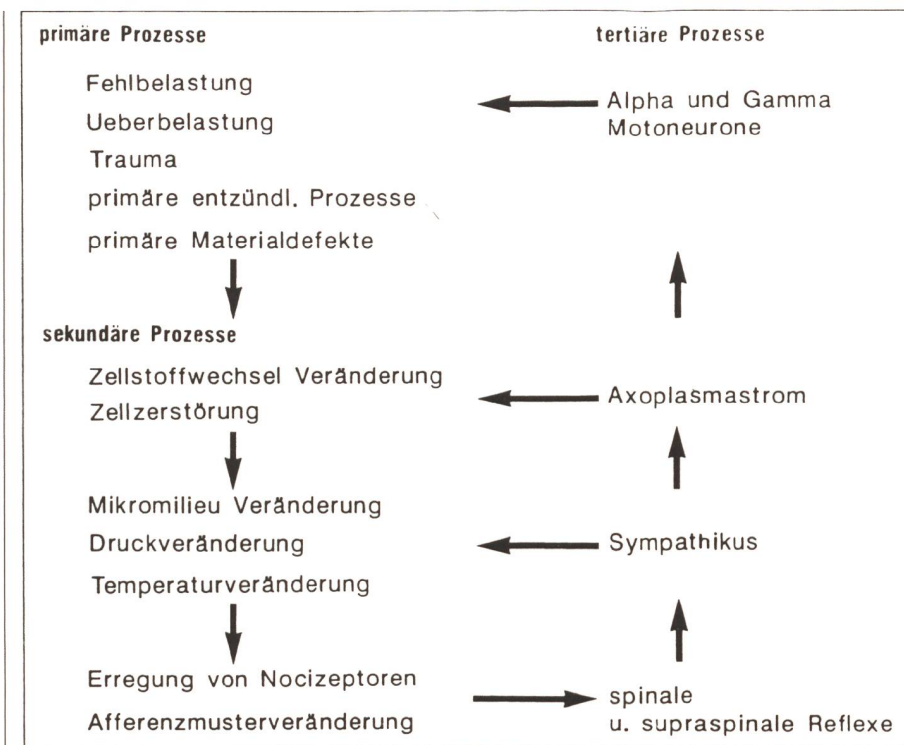 primäre Prozesse
Fehlbelastung
Ueberbelastung
Trauma
primäre entzündl. Prozesse
primäre Materialdefekte
sekundäre Prozesse
Zellstoffwechsel Veränderung
Zellzerstörung
Mikromilieu Veränderung
Druckveränderung
Temperaturveränderung
Erregung von Nocizeptoren
Afferenzmusterveränderung
tertiäre Prozesse
Alpha und Gamma
Motoneurone
Axoplasmastrom
Sympathikus
spinale
u. supraspinale Reflexe